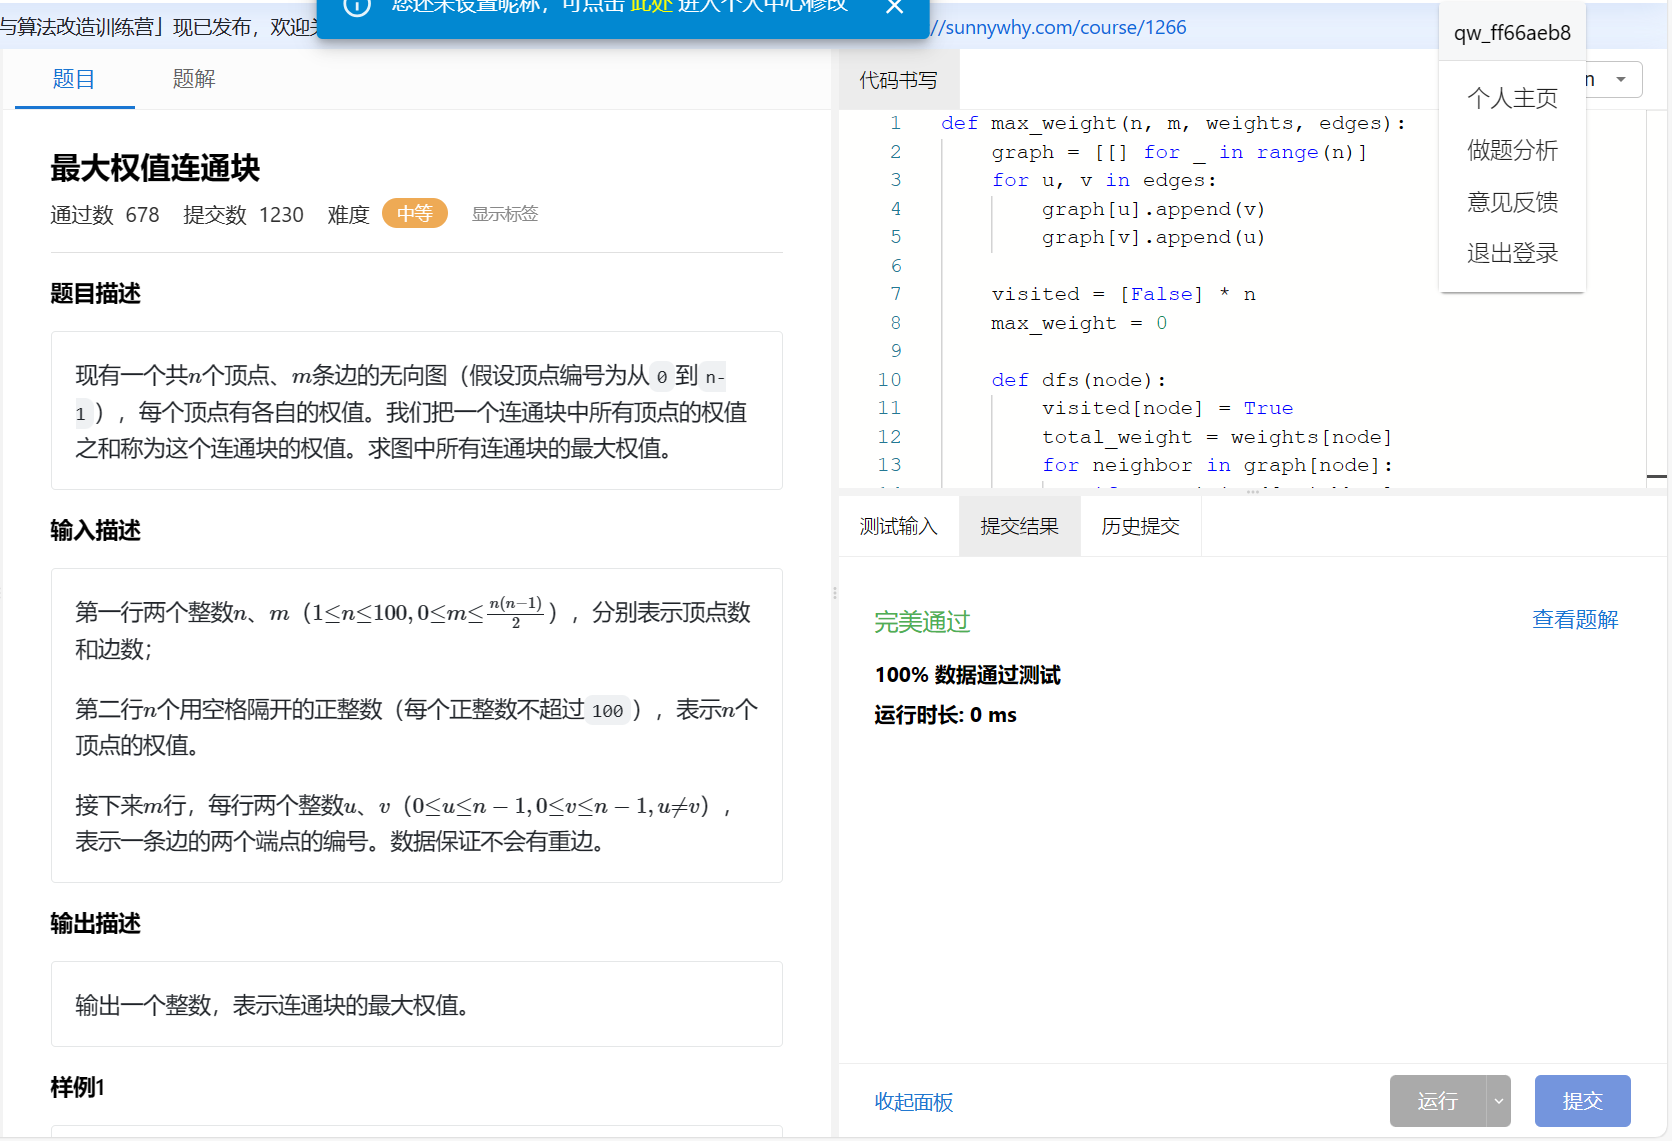 与算法改造训练营」现已发布，欢迎关
您还未设置昵称，可点击 此处 进入个人中心修改
//sunnywhy.com/course/1266
qw_ff66aeb8
个人主页
做题分析
意见反馈
退出登录
n
题目
题解
最大权值连通块
通过数 678 提交数 1230 难度 中等 显示标签
题目描述
现有一个共n个顶点、m条边的无向图（假设顶点编号为从 0 到 n-
1 ），每个顶点有各自的权值。我们把一个连通块中所有顶点的权值
之和称为这个连通块的权值。求图中所有连通块的最大权值。
输入描述
第一行两个整数n、m（1≤n≤100, 0≤m≤\frac{n(n−1)}{2}），分别表示顶点数
和边数；
第二行n个用空格隔开的正整数（每个正整数不超过 100 ），表示n个
顶点的权值。
接下来m行，每行两个整数u、v（0≤u≤n − 1, 0≤v≤n − 1, u≠v），
表示一条边的两个端点的编号。数据保证不会有重边。
输出描述
输出一个整数，表示连通块的最大权值。
样例1
代码书写
1 def max_weight(n, m, weights, edges):
2 graph = [[] for _ in range(n)]
3 for u, v in edges:
4 graph[u].append(v)
5 graph[v].append(u)
6
7 visited = [False] * n
8 max_weight = 0
9
10 def dfs(node):
11 visited[node] = True
12 total_weight = weights[node]
13 for neighbor in graph[node]:
测试输入
提交结果
历史提交
完美通过
查看题解
100% 数据通过测试
运行时长: 0 ms
收起面板
运行
提交